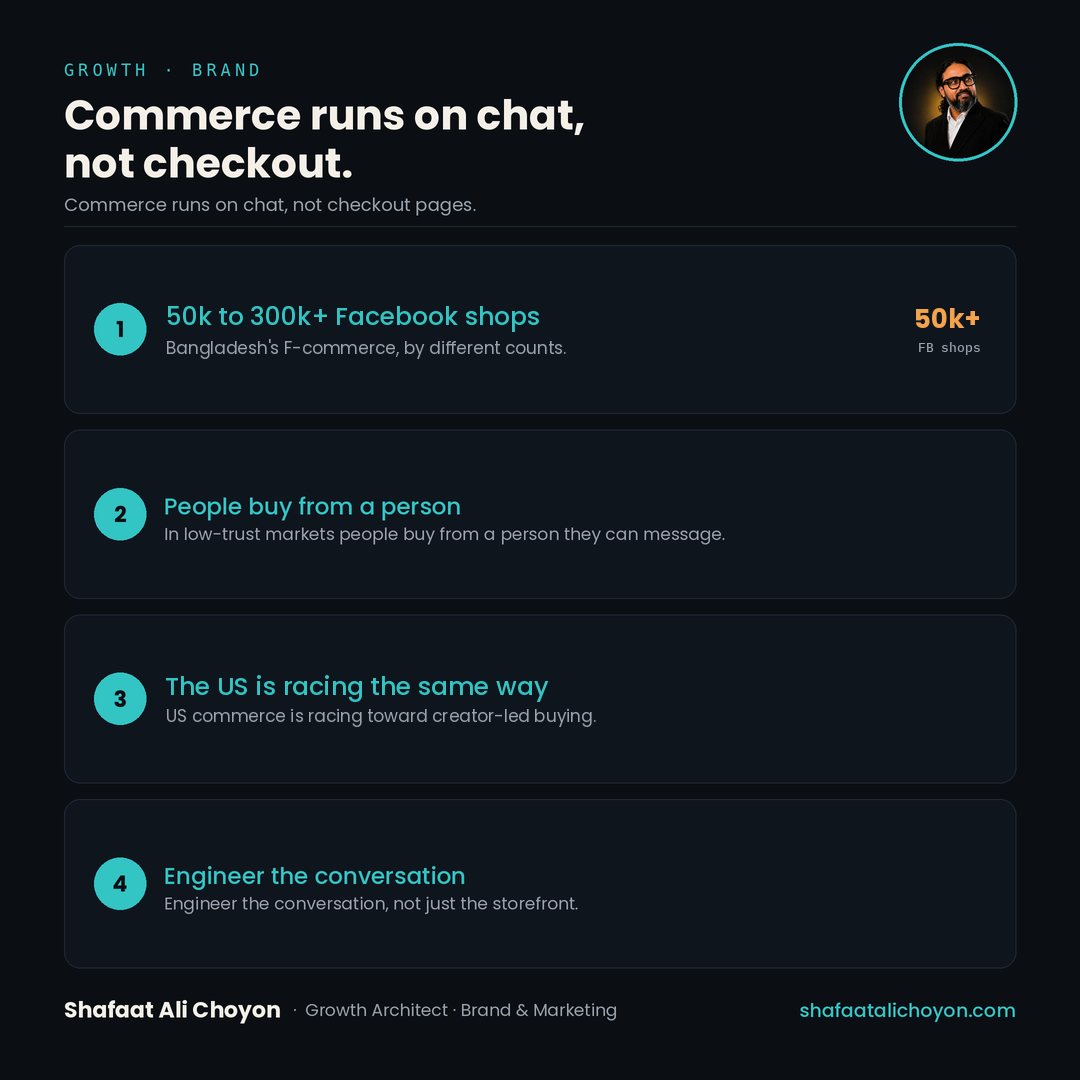 GROWTH · BRAND
Commerce runs on chat,
not checkout.
Commerce runs on chat, not checkout pages.
1
50k to 300k+ Facebook shops
Bangladesh's F-commerce, by different counts.
50k+
FB shops
2
People buy from a person
In low-trust markets people buy from a person they can message.
3
The US is racing the same way
US commerce is racing toward creator-led buying.
4
Engineer the conversation
Engineer the conversation, not just the storefront.
Shafaat Ali Choyon · Growth Architect · Brand & Marketing
shafaatalichoyon.com